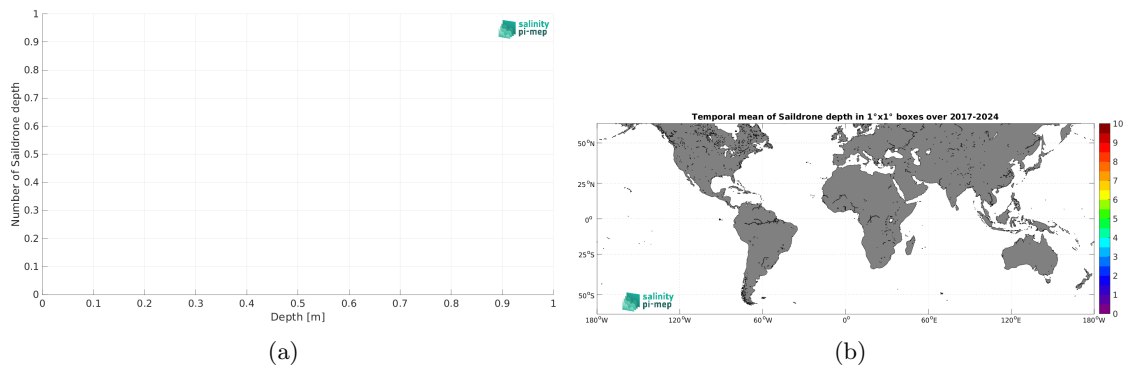 1
0.9
0.8
0.7
0.6
0.5
0.4
0.3
0.2
0.1
0
Number of Saildrone depth
0 0.1 0.2 0.3 0.4 0.5 0.6 0.7 0.8 0.9 1
Depth [m]
salinity
pi-mep
(a)
Temporal mean of Saildrone depth in 1°x1° boxes over 2017-2024
50°N
25°N
0°
25°S
50°S
180°W 120°W 60°W 0° 60°E 120°E 180°W
salinity
pi-mep
10
9
8
7
6
5
4
3
2
1
0
(b)